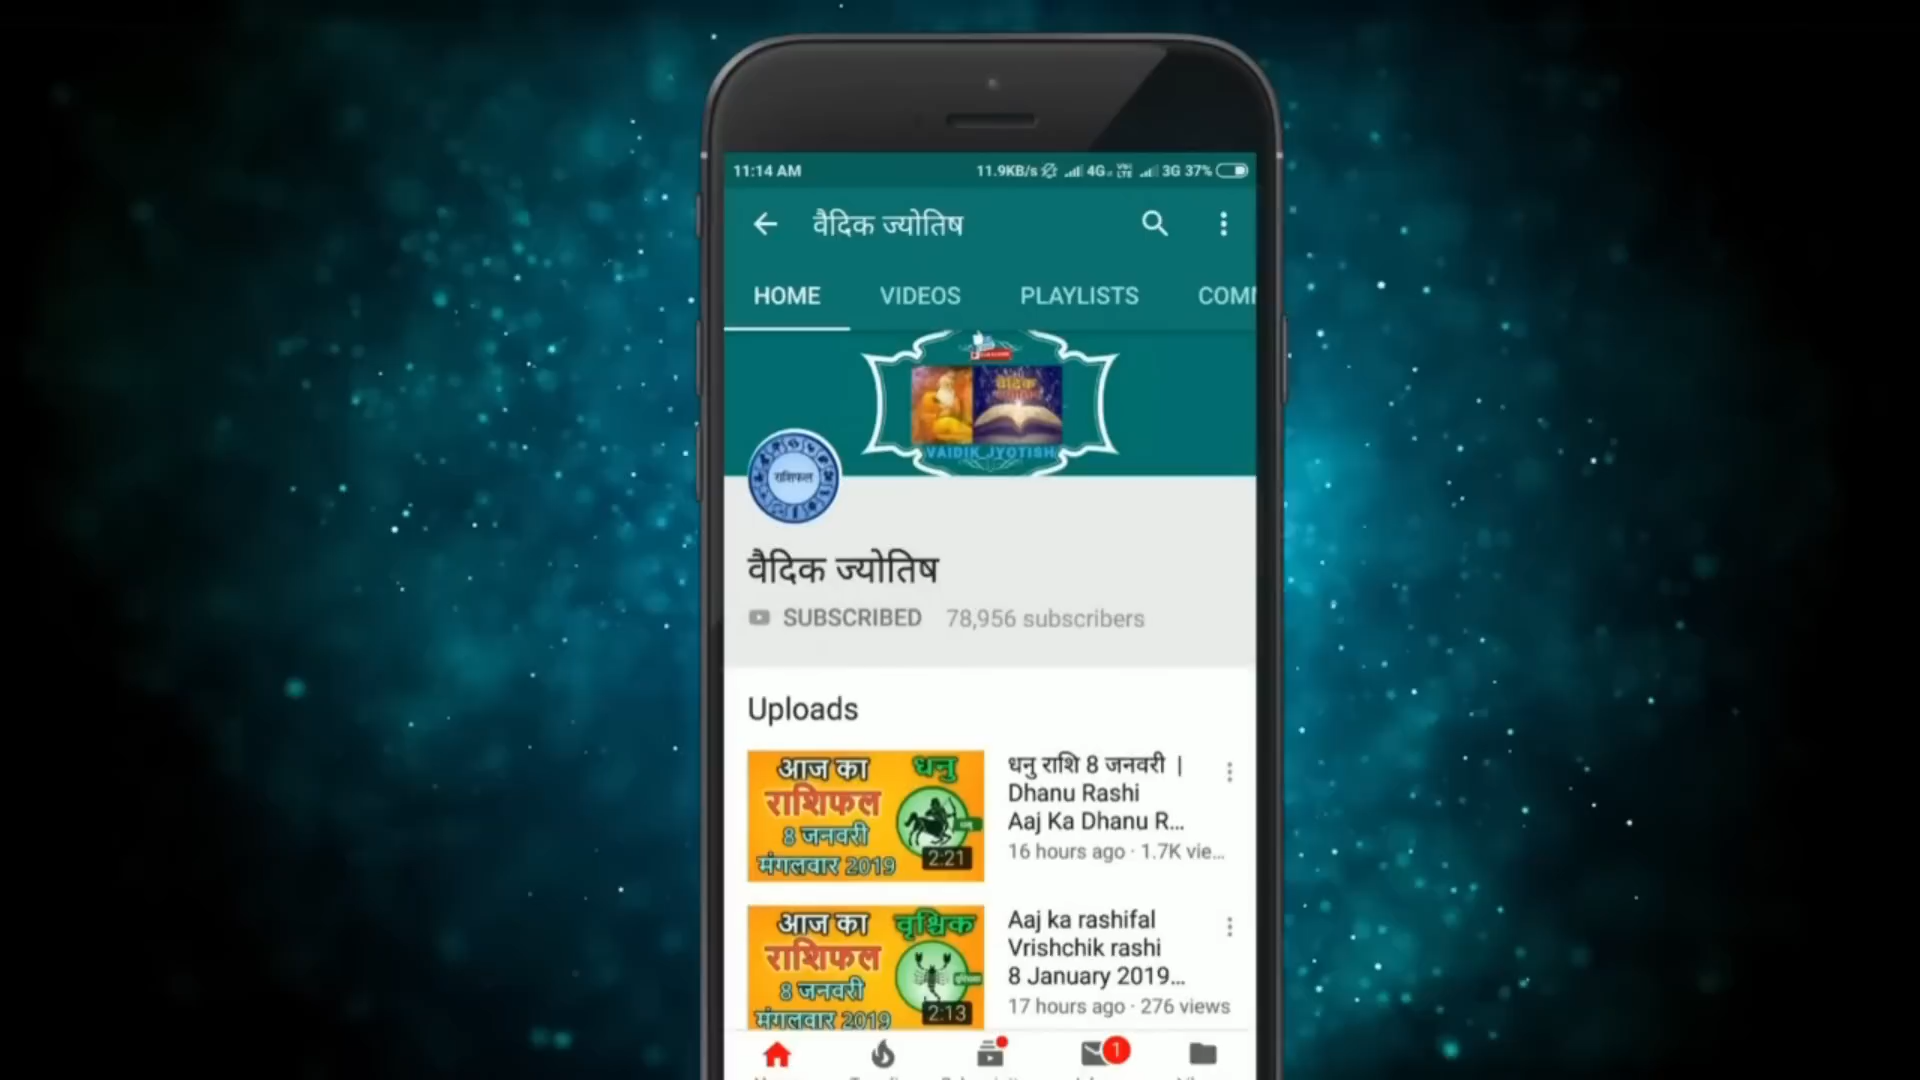 11:14 AM 11.9KB/s 4G VoLTE 3G 37%
वैदिक ज्योतिष
HOME VIDEOS PLAYLISTS COMM
वैदिक
VAIDIK JYOTISH
राशिफल
वैदिक ज्योतिष
SUBSCRIBED 78,956 subscribers
Uploads
आज का धनु
राशिफल
8 जनवरी
मंगलवार 2019
2:21
धनु राशि 8 जनवरी |
Dhanu Rashi
Aaj Ka Dhanu R...
16 hours ago · 1.7K vie...
आज का वृश्चिक
राशिफल
8 जनवरी
मंगलवार 2019
2:13
Aaj ka rashifal
Vrishchik rashi
8 January 2019...
17 hours ago · 276 views
1